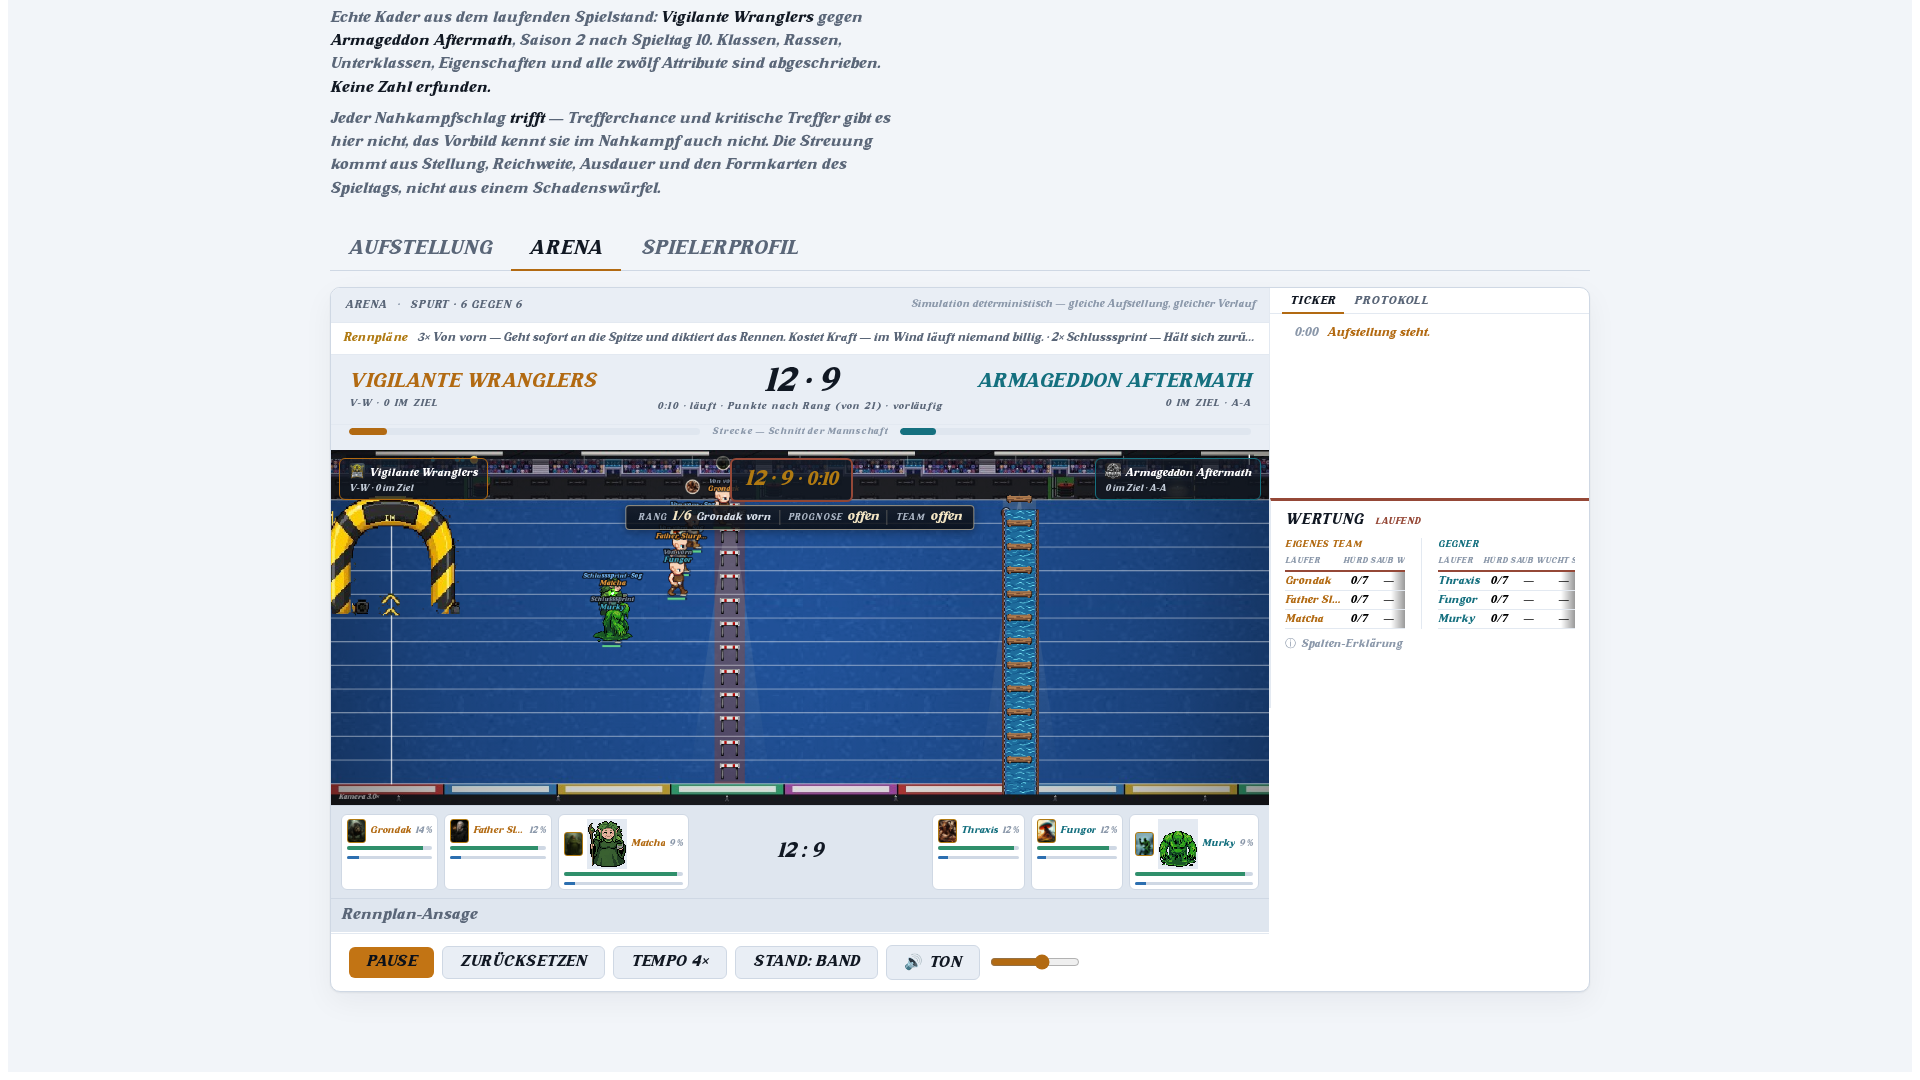 Echte Kader aus dem laufenden Spielstand: Vigilante Wranglers gegen
Armageddon Aftermath, Saison 2 nach Spieltag 10. Klassen, Rassen,
Unterklassen, Eigenschaften und alle zwölf Attribute sind abgeschrieben.
Keine Zahl erfunden.
Jeder Nahkampfschlag trifft — Trefferchance und kritische Treffer gibt es
hier nicht, das Vorbild kennt sie im Nahkampf auch nicht. Die Streuung
kommt aus Stellung, Reichweite, Ausdauer und den Formkarten des
Spieltags, nicht aus einem Schadenswürfel.
AUFSTELLUNG ARENA SPIELERPROFIL
ARENA · SPURT · 6 GEGEN 6 Simulation deterministisch — gleiche Aufstellung, gleicher Verlauf
Rennpläne 3× Von vorn — Geht sofort an die Spitze und diktiert das Rennen. Kostet Kraft — im Wind läuft niemand billig. · 2× Schlusssprint — Hält sich zurü...
VIGILANTE WRANGLERS 12 · 9 ARMAGEDDON AFTERMATH
V-W · 0 IM ZIEL 0:10 · läuft · Punkte nach Rang (von 21) · vorläufig 0 IM ZIEL · A-A
Strecke — Schnitt der Mannschaft
Vigilante Wranglers 12 · 9 · 0:10 Armageddon Aftermath
V-W · 0 im Ziel 0 im Ziel · A-A
RANG 1/6 Grondak vorn PROGNOSE offen TEAM offen
Father Slurp...
Fungor
Schlusssprint · Sog
Matcha
Schlusssprint
Murky
Kamera 3.0×
Grondak 14 % Father Sl... 12 % Matcha 9 % 12 : 9 Thraxis 12 % Fungor 12 % Murky 9 %
Rennplan-Ansage
PAUSE ZURÜCKSETZEN TEMPO 4× STAND: BAND 🔊 TON
TICKER PROTOKOLL
0:00 Aufstellung steht.
WERTUNG LAUFEND
EIGENES TEAM GEGNER
LÄUFER HÜRD SAUB W LÄUFER HÜRD SAUB WUCHT S
Grondak 0/7 — Thraxis 0/7 — —
Father Sl... 0/7 — Fungor 0/7 — —
Matcha 0/7 — Murky 0/7 — —
ⓘ Spalten-Erklärung